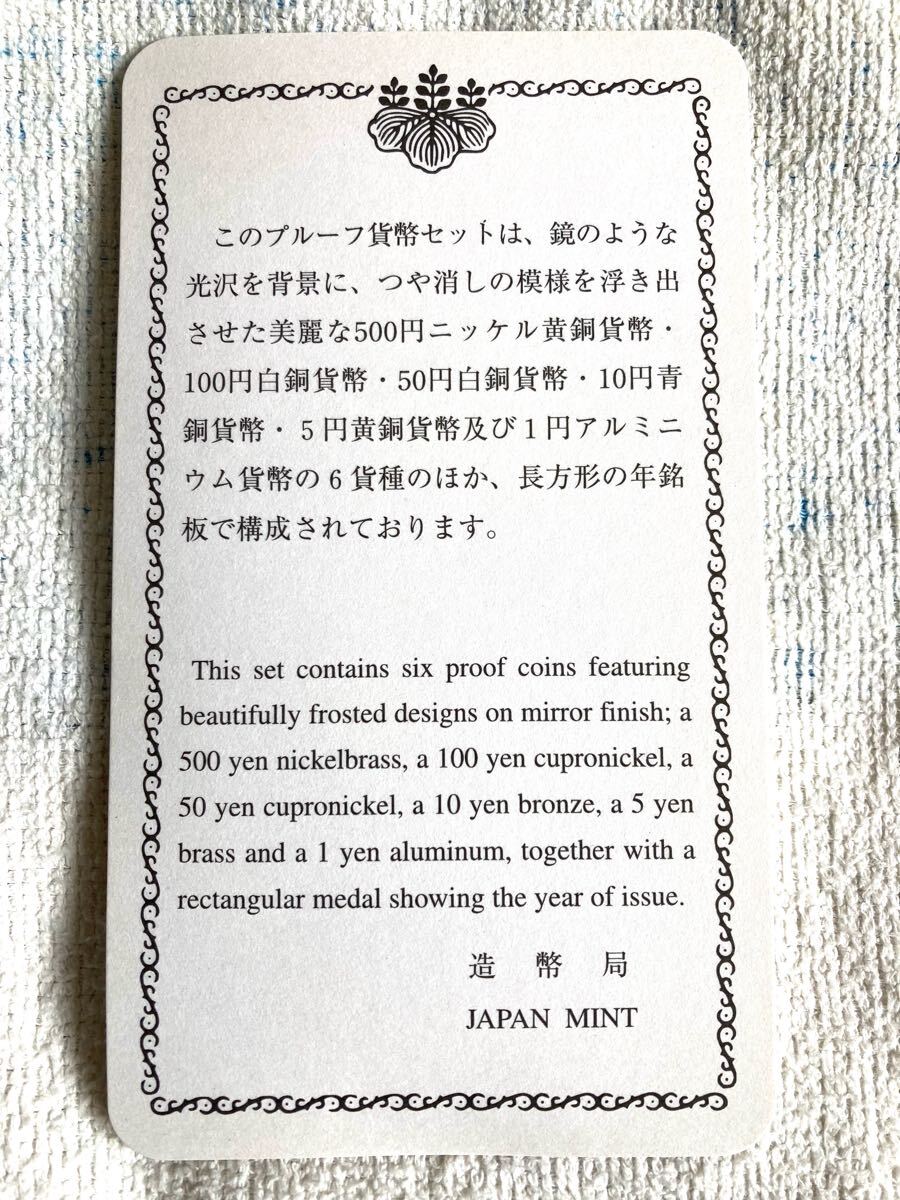 このプルーフ貨幣セットは、鏡のような
光沢を背景に、つや消しの模様を浮き出
させた美麗な500円ニッケル黄銅貨幣・
100円白銅貨幣・50円白銅貨幣・10円青
銅貨幣・5円黄銅貨幣及び1円アルミニ
ウム貨幣の6貨種のほか、長方形の年銘
板で構成されております。
This set contains six proof coins featuring
beautifully frosted designs on mirror finish; a
500 yen nickelbrass, a 100 yen cupronickel, a
50 yen cupronickel, a 10 yen bronze, a 5 yen
brass and a 1 yen aluminum, together with a
rectangular medal showing the year of issue.
造幣局
JAPAN MINT